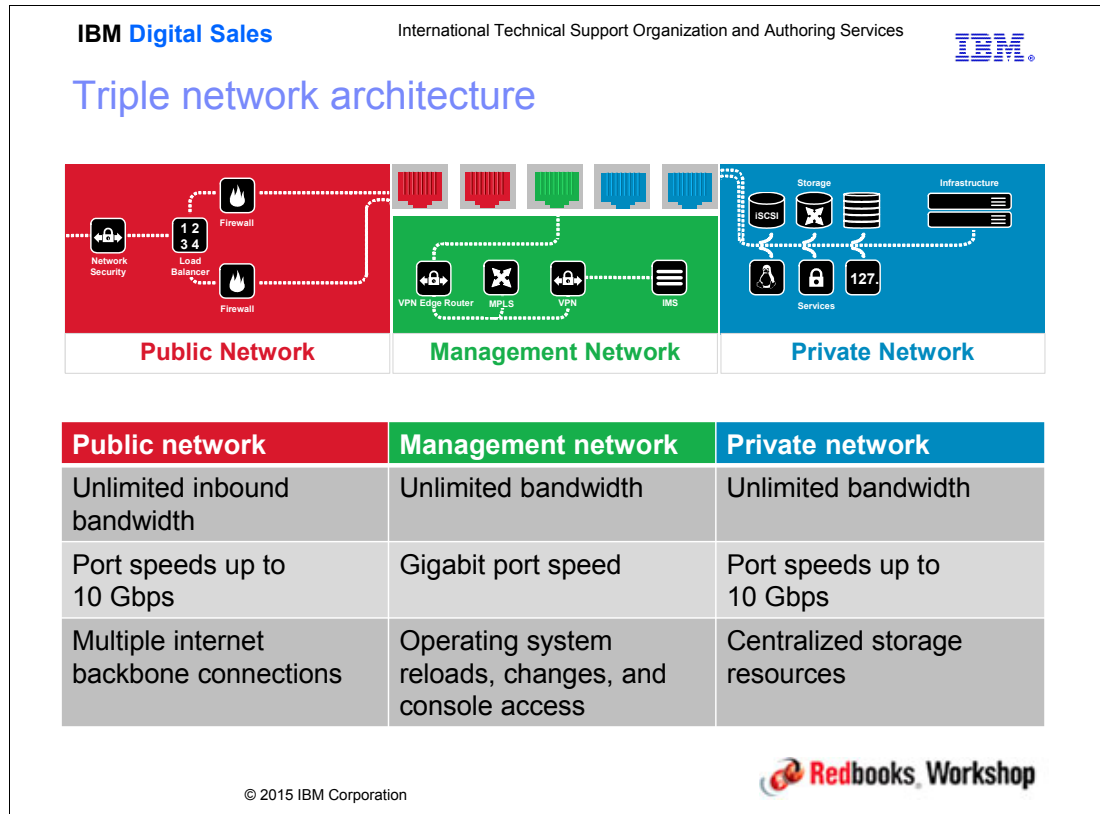 IBM Digital Sales
International Technical Support Organization and Authoring Services
IBM®
Triple network architecture
Network
Security
1 2
3 4
Load
Balancer
Firewall
Firewall
VPN Edge Router
MPLS
VPN
IMS
Storage
iSCSI
127.
Services
Infrastructure
Public Network
Management Network
Private Network
Public network
Management network
Private network
Unlimited inbound
bandwidth
Unlimited bandwidth
Unlimited bandwidth
Port speeds up to
10 Gbps
Gigabit port speed
Port speeds up to
10 Gbps
Multiple internet
backbone connections
Operating system
reloads, changes, and
console access
Centralized storage
resources
© 2015 IBM Corporation
Redbooks® Workshop